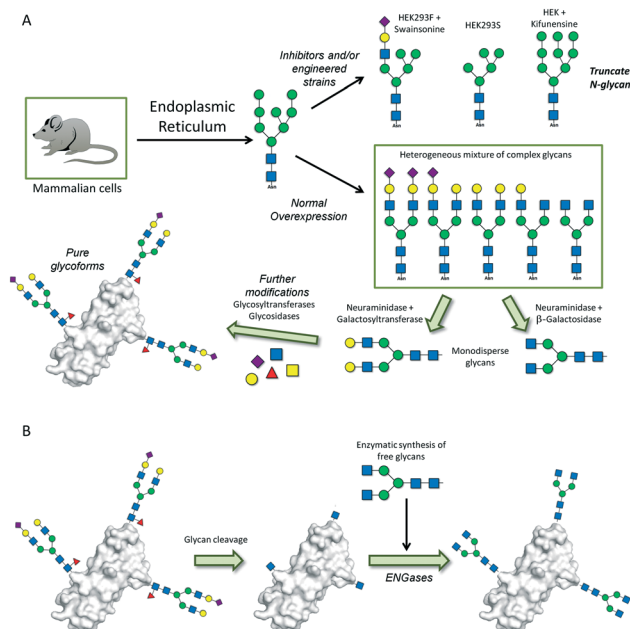 A
HEK293F +
Swainsonine
HEK293S
HEK +
Kifunensine
Inhibitors and/or
engineered
strains
Truncate
N-glycan
Asn
Asn
Asn
Endoplasmic
Reticulum
Asn
Mammalian cells
Heterogeneous mixture of complex glycans
Normal
Overexpression
Asn
Asn
Asn
Asn
Asn
Pure
glycoforms
Further
modifications
Glycosyltransferases
Glycosidases
Neuraminidase +
Galactosyltransferase
Neuraminidase +
β-Galactosidase
Monodisperse
glycans
B
Enzymatic synthesis of
free glycans
Glycan cleavage
ENGases